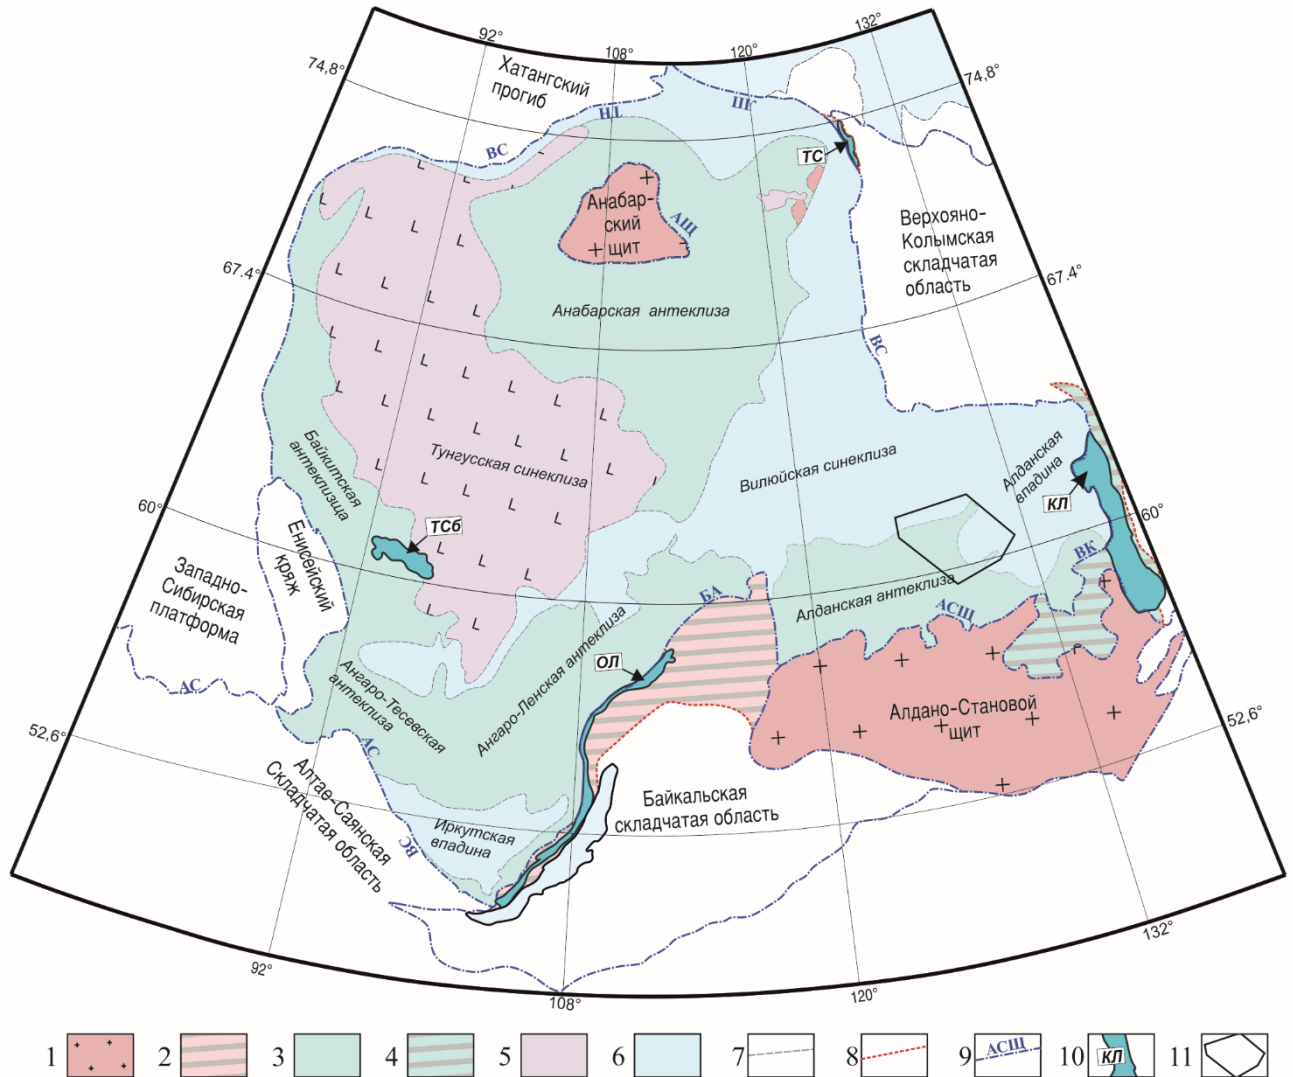 92°
108°
120°
132°
74,8°
74,8°
Хатангский
прогиб
НГ
ПГ
ВС
ТС
Анабар-
ский
щит
АЩ
Верхояно-
Колымская
складчатая
область
67.4°
67.4°
Анабарская антеклиза
ВС
Байкитская
антеклизща
Тунгусская синеклиза
Вилюйская синеклиза
Алданская
впадина
КЛ
60°
60°
ТСб
Енисейский
кряж
Западно-
Сибирская
платформа
ВК
БА
Алданская антеклиза
АСЩ
АС
ОЛ
Ангаро-Ленская антеклиза
Ангаро-Тесевская
антеклиза
Алдано-Становой
щит
52,6°
52,6°
АС
Алтае-Саянская
Складчатая область
Байкальская
складчатая область
Иркутская
впадина
ВС
92°
108°
120°
132°
1
2
3
4
5
6
7
8
9 АСЩ
10 КЛ
11